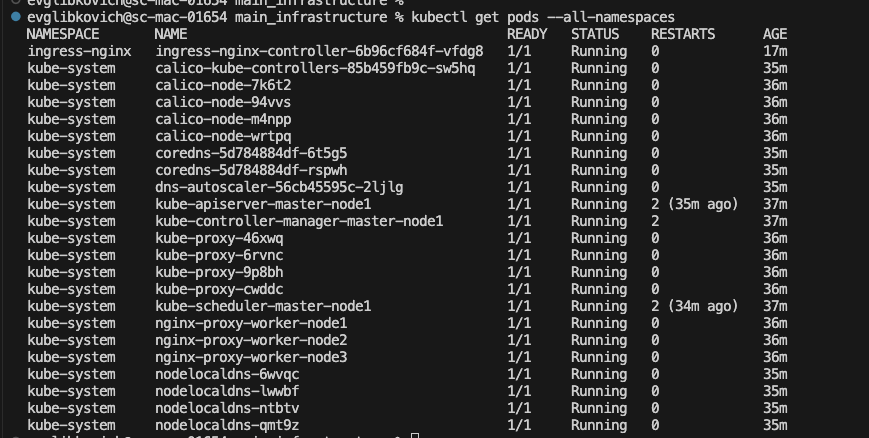 evglibkovich@sc-mac-01654 main_infrastructure %
evglibkovich@sc-mac-01654 main_infrastructure % kubectl get pods --all-namespaces
NAMESPACE NAME READY STATUS RESTARTS AGE
ingress-nginx ingress-nginx-controller-6b96cf684f-vfdg8 1/1 Running 0 17m
kube-system calico-kube-controllers-85b459fb9c-sw5hq 1/1 Running 0 35m
kube-system calico-node-7k6t2 1/1 Running 0 36m
kube-system calico-node-94vvs 1/1 Running 0 36m
kube-system calico-node-m4npp 1/1 Running 0 36m
kube-system calico-node-wrtpq 1/1 Running 0 36m
kube-system coredns-5d784884df-6t5g5 1/1 Running 0 35m
kube-system coredns-5d784884df-rspwh 1/1 Running 0 35m
kube-system dns-autoscaler-56cb45595c-2ljlg 1/1 Running 0 35m
kube-system kube-apiserver-master-node1 1/1 Running 2 (35m ago) 37m
kube-system kube-controller-manager-master-node1 1/1 Running 2 37m
kube-system kube-proxy-46xwq 1/1 Running 0 36m
kube-system kube-proxy-6rvnc 1/1 Running 0 36m
kube-system kube-proxy-9p8bh 1/1 Running 0 36m
kube-system kube-proxy-cwddc 1/1 Running 0 36m
kube-system kube-scheduler-master-node1 1/1 Running 2 (34m ago) 37m
kube-system nginx-proxy-worker-node1 1/1 Running 0 36m
kube-system nginx-proxy-worker-node2 1/1 Running 0 36m
kube-system nginx-proxy-worker-node3 1/1 Running 0 36m
kube-system nodelocaldns-6wvqc 1/1 Running 0 35m
kube-system nodelocaldns-lwwbf 1/1 Running 0 35m
kube-system nodelocaldns-ntbtv 1/1 Running 0 35m
kube-system nodelocaldns-qmt9z 1/1 Running 0 35m
evglibkovich@sc-mac-01654 main_infrastructure %